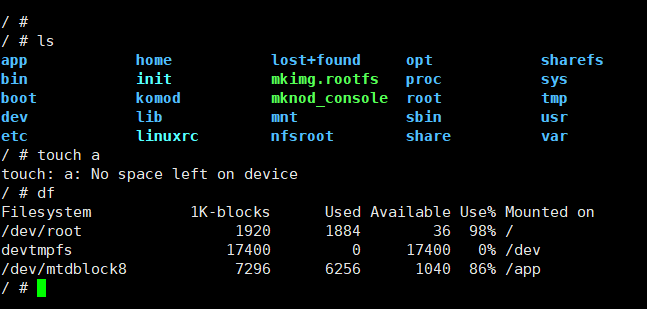 / #
/ # ls
app home lost+found opt sharefs
bin init mkimg.rootfs proc sys
boot komod mknod_console root tmp
dev lib mnt sbin usr
etc linuxrc nfsroot share var
/ # touch a
touch: a: No space left on device
/ # df
Filesystem 1K-blocks Used Available Use% Mounted on
/dev/root 1920 1884 36 98% /
devtmpfs 17400 0 17400 0% /dev
/dev/mtdblock8 7296 6256 1040 86% /app
/ #